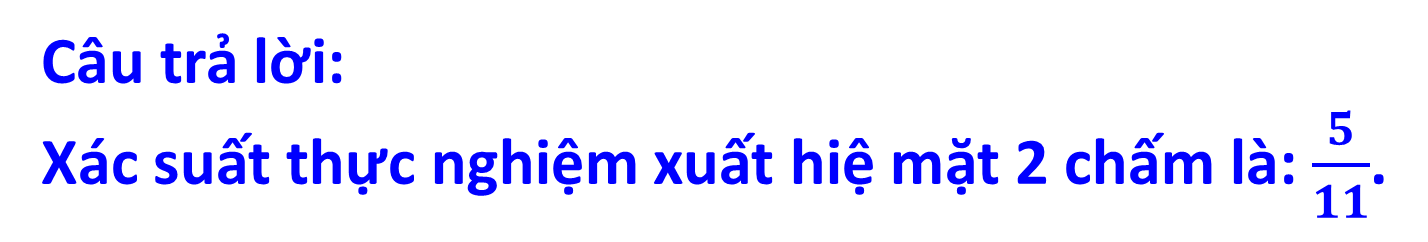 Câu trả lời:
Xác suất thực nghiệm xuất hiệ mặt 2 chấm là: 5/11.